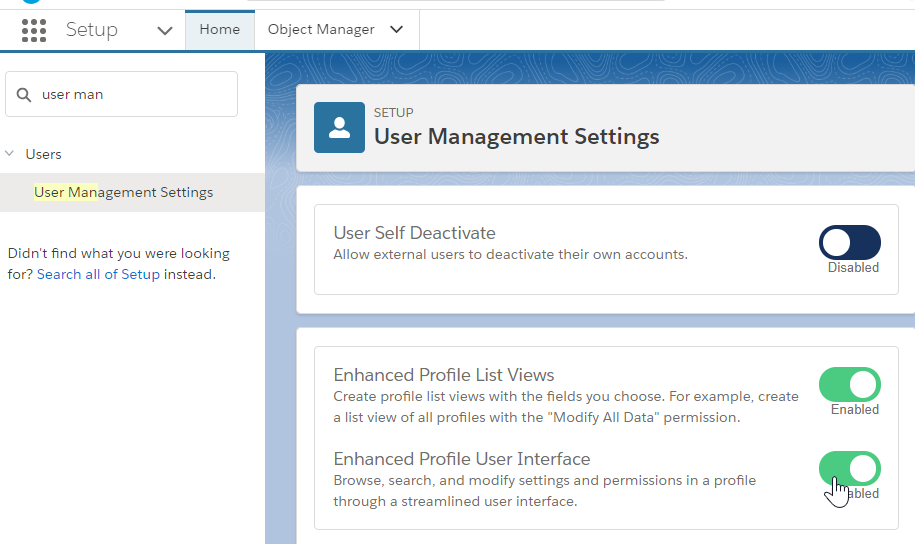 Setup
Home
Object Manager
user man
Users
User Management Settings
Didn't find what you were looking
for? Search all of Setup instead.
SETUP
User Management Settings
User Self Deactivate
Allow external users to deactivate their own accounts.
Disabled
Enhanced Profile List Views
Create profile list views with the fields you choose. For example, create
a list view of all profiles with the "Modify All Data" permission.
Enabled
Enhanced Profile User Interface
Browse, search, and modify settings and permissions in a profile
through a streamlined user interface.